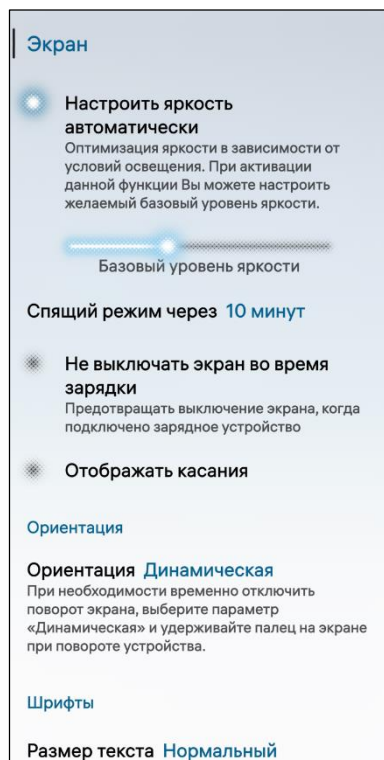 Экран
Настроить яркость
автоматически
Оптимизация яркости в зависимости от
условий освещения. При активации
данной функции Вы можете настроить
желаемый базовый уровень яркости.
Базовый уровень яркости
Спящий режим через 10 минут
Не выключать экран во время
зарядки
Предотвращать выключение экрана, когда
подключено зарядное устройство
Отображать касания
Ориентация
Ориентация Динамическая
При необходимости временно отключить
поворот экрана, выберите параметр
«Динамическая» и удерживайте палец на экране
при повороте устройства.
Шрифты
Размер текста Нормальный